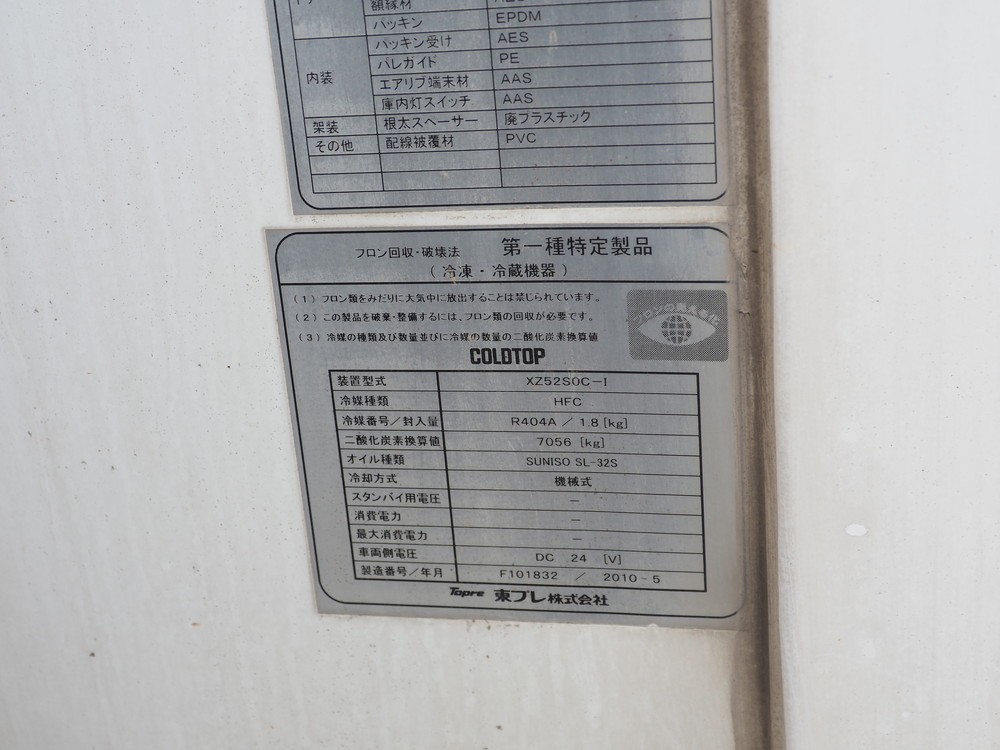 額縁材
パッキン EPDM
パッキン受け AES
内装 バレガイド PE
エアリブ端末材 AAS
庫内灯スイッチ AAS
架装 根太スペーサー 廃プラスチック
その他 配線被覆材 PVC
フロン回収・破壊法 第一種特定製品
(冷凍・冷蔵機器)
(1)フロン類をみだりに大気中に放出することは禁じられています。
(2)この製品を廃棄・整備するには、フロン類の回収が必要です。
(3)冷媒の種類及び数量並びに冷媒の数量の二酸化炭素換算値
フロンの見える化
COLDTOP
装置型式 XZ52SOC-I
冷媒種類 HFC
冷媒番号/封入量 R404A / 1.8 [kg]
二酸化炭素換算値 7056 [kg]
オイル種類 SUNISO SL-32S
冷却方式 機械式
スタンバイ用電圧 —
消費電力 —
最大消費電力 —
車両側電圧 DC 24 [V]
製造番号/年月 F101832 / 2010-5
Topre 東プレ株式会社